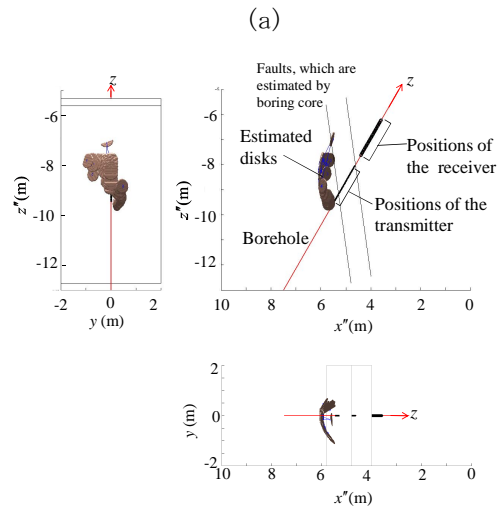 (a)
z
-6
-8
-10
-12
z″(m)
-2
0
2
y (m)
Faults, which are
estimated by
boring core
z
Estimated
disks
Positions of
the receiver
Positions of the
transmitter
Borehole
-6
-8
-10
-12
z″(m)
10
8
6
4
2
0
x″(m)
2
0
-2
y (m)
z
10
8
6
4
2
0
x″(m)